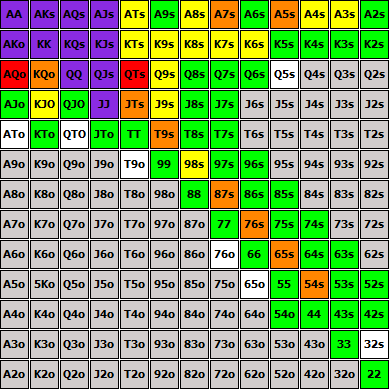 AA AKs AQs AJs ATs A9s A8s A7s A6s A5s A4s A3s A2s
AKo KK KQs KJs KTs K9s K8s K7s K6s K5s K4s K3s K2s
AQo KQo QQ QJs QTs Q9s Q8s Q7s Q6s Q5s Q4s Q3s Q2s
AJo KJO QJO JJ JTs J9s J8s J7s J6s J5s J4s J3s J2s
ATo KTo QTO JTo TT T9s T8s T7s T6s T5s T4s T3s T2s
A9o K9o Q9o J9o T9o 99 98s 97s 96s 95s 94s 93s 92s
A8o K8o Q8o J8o T8o 98o 88 87s 86s 85s 84s 83s 82s
A7o K7o Q7o J7o T7o 97o 87o 77 76s 75s 74s 73s 72s
A6o K6o Q6o J6o T6o 96o 86o 76o 66 65s 64s 63s 62s
A5o 5Ko Q5o J5o T5o 95o 85o 75o 65o 55 54s 53s 52s
A4o K4o Q4o J4o T4o 94o 84o 74o 64o 54o 44 43s 42s
A3o K3o Q3o J3o T3o 93o 83o 73o 63o 53o 43o 33 32s
A2o K2o Q2o J2o T2o 92o 82o 72o 62o 52o 42o 32o 22